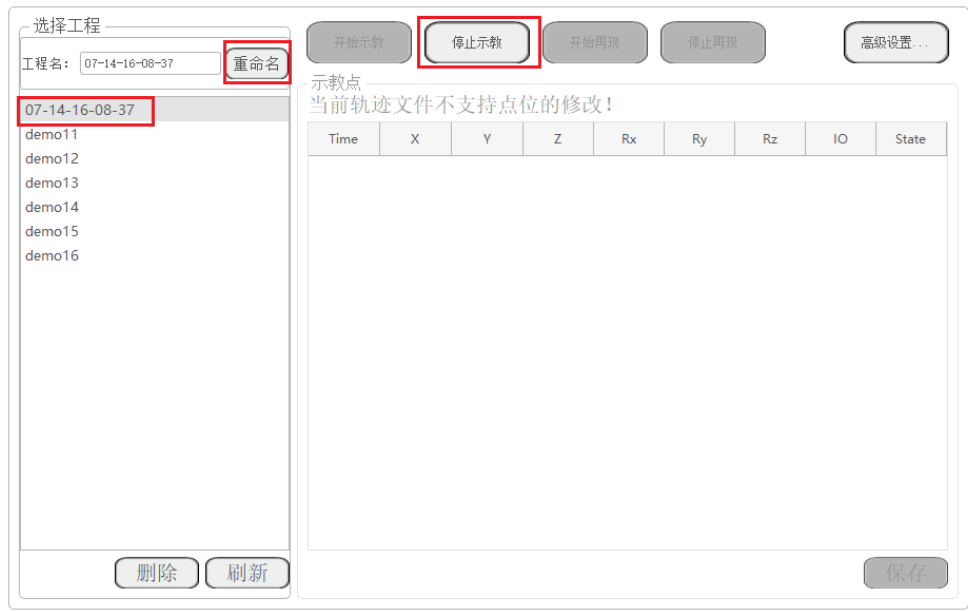 选择工程
工程名： 07-14-16-08-37 重命名
07-14-16-08-37
demo11
demo12
demo13
demo14
demo15
demo16
删除 刷新
开始示教 停止示教 开始再现 停止再现 高级设置...
示教点
当前轨迹文件不支持点位的修改！
Time X Y Z Rx Ry Rz IO State
保存